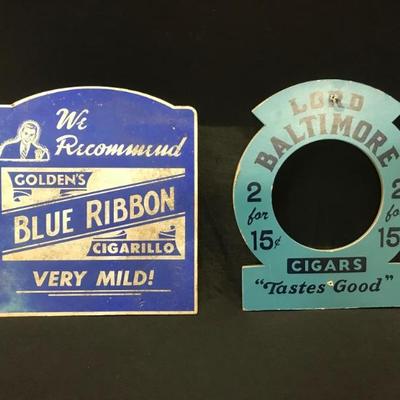 We
Recommend
GOLDEN'S
BLUE RIBBON
CIGARILLO
VERY MILD!
LORD
BALTIMORE
2 2
for for
15¢ 15
CIGARS
"Tastes Good"